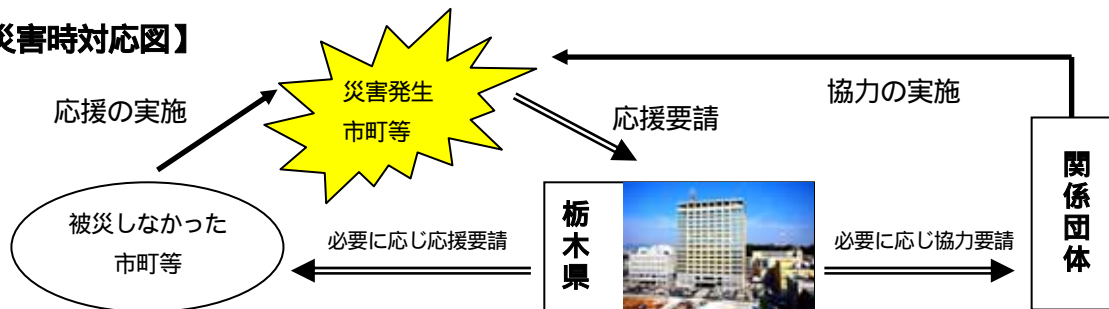 災害時対応図】
災害発生
市町等
応援の実施
協力の実施
応援要請
被災しなかった
市町等
必要に応じ応援要請
栃木県
必要に応じ協力要請
関係団体